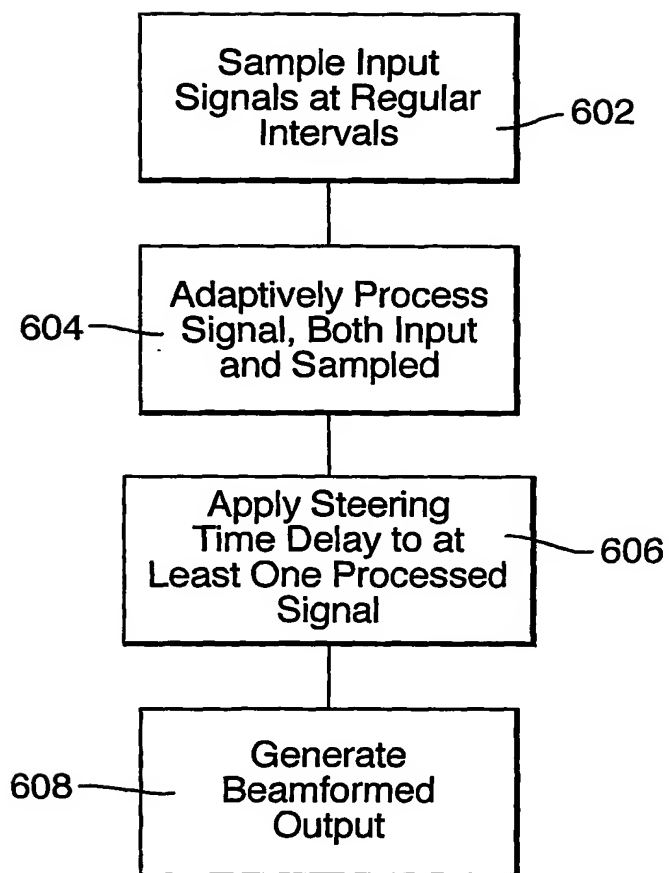 Sample Input
Signals at Regular
Intervals
602
Adaptively Process
Signal, Both Input
and Sampled
604
Apply Steering
Time Delay to at
Least One Processed
Signal
606
Generate
Beamformed
Output
608